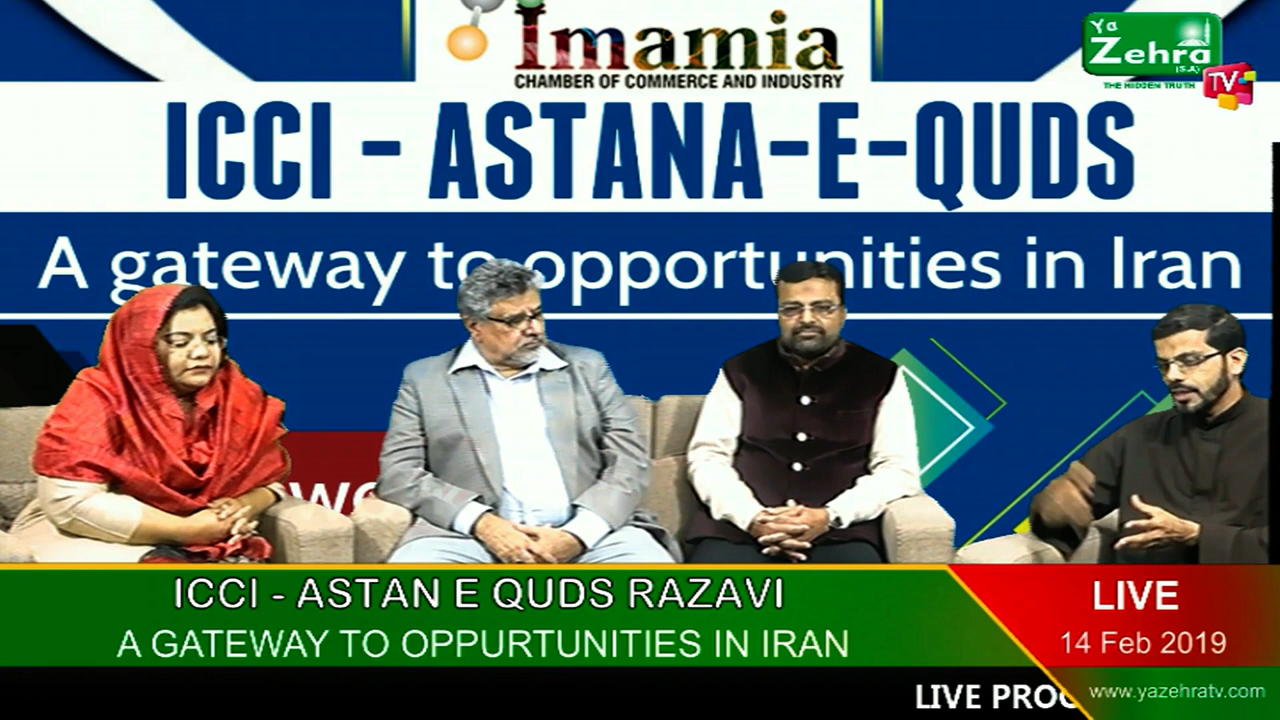 Imamia
CHAMBER OF COMMERCE AND INDUSTRY
Ya
Zehra
(S.A)
THE HIDDEN TRUTH
TV
ICCI - ASTANA-E-QUDS
A gateway to opportunities in Iran
ICCI - ASTAN E QUDS RAZAVI
A GATEWAY TO OPPURTUNITIES IN IRAN
LIVE
14 Feb 2019
LIVE PROG
www.yazehratv.com